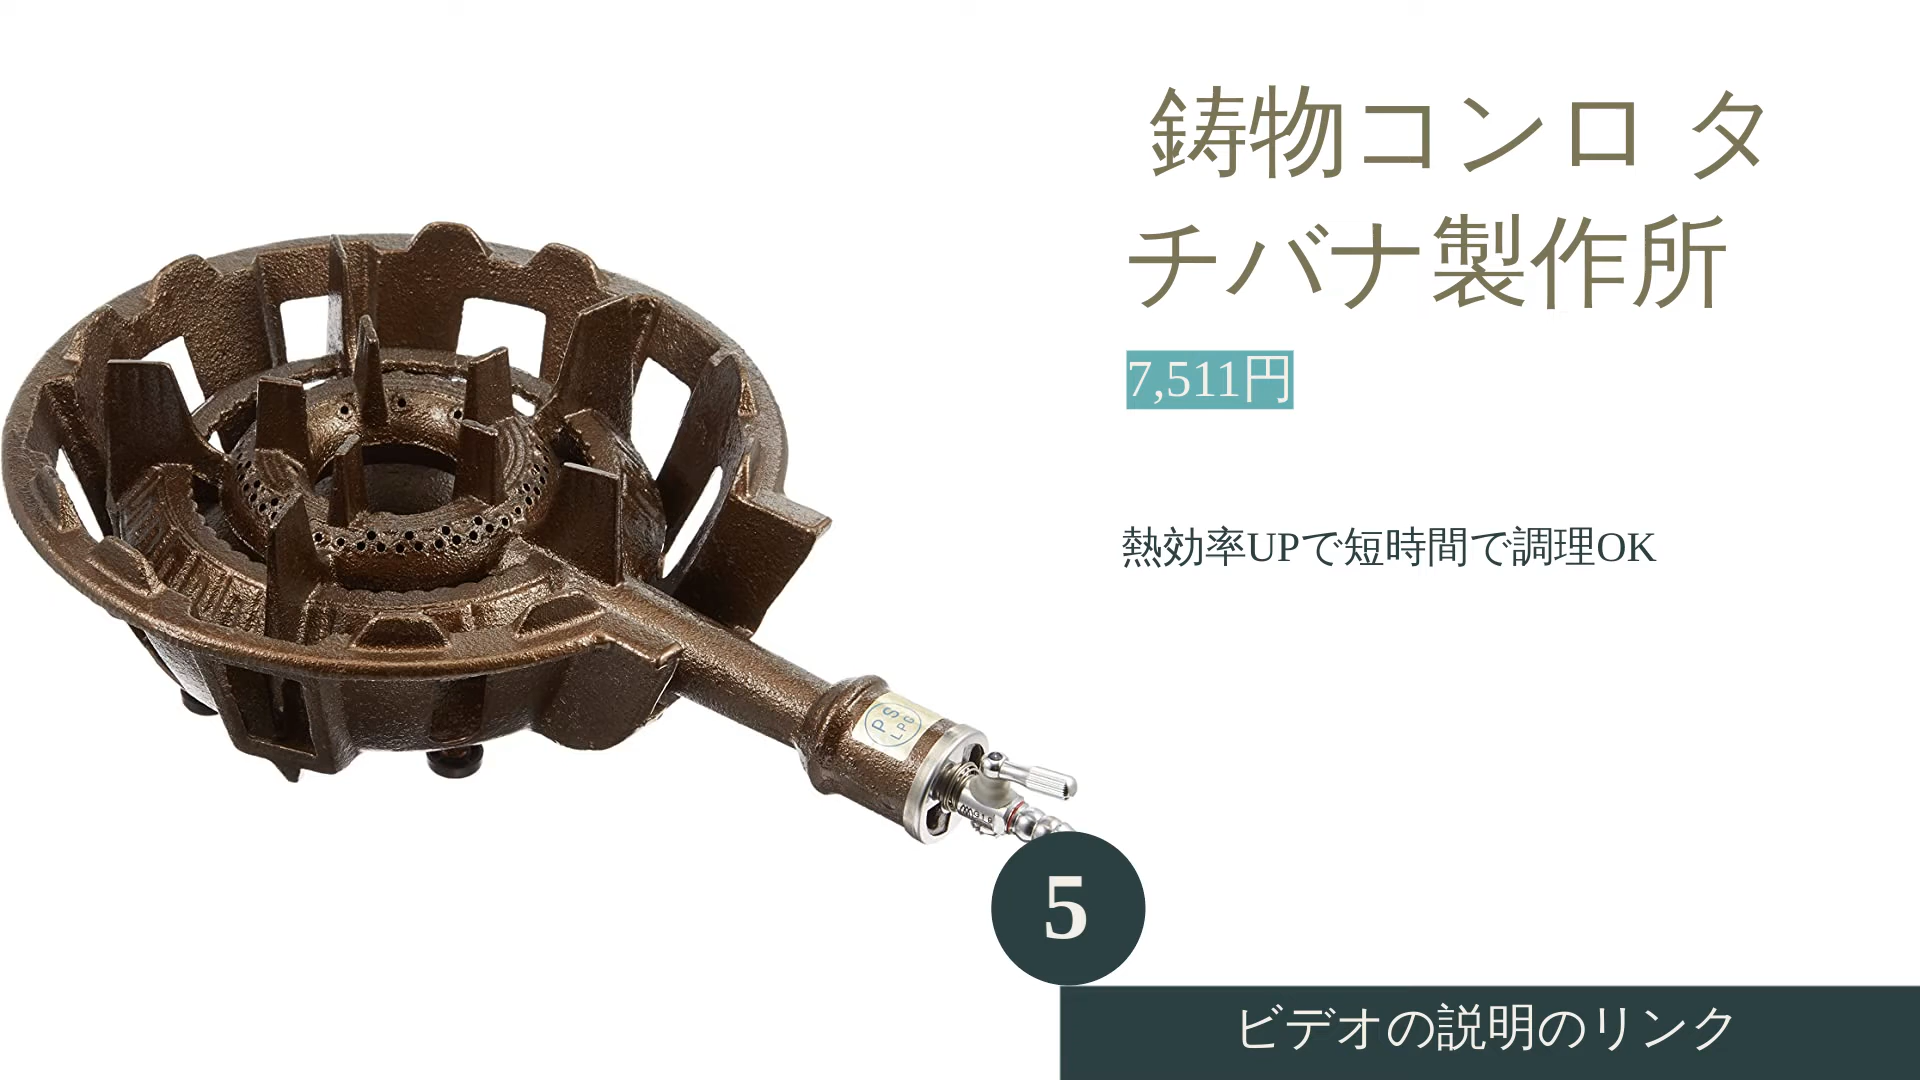 鋳物コンロ タ
チバナ製作所
7,511円
熱効率UPで短時間で調理OK
PS
LPG
5
ビデオの説明のリンク